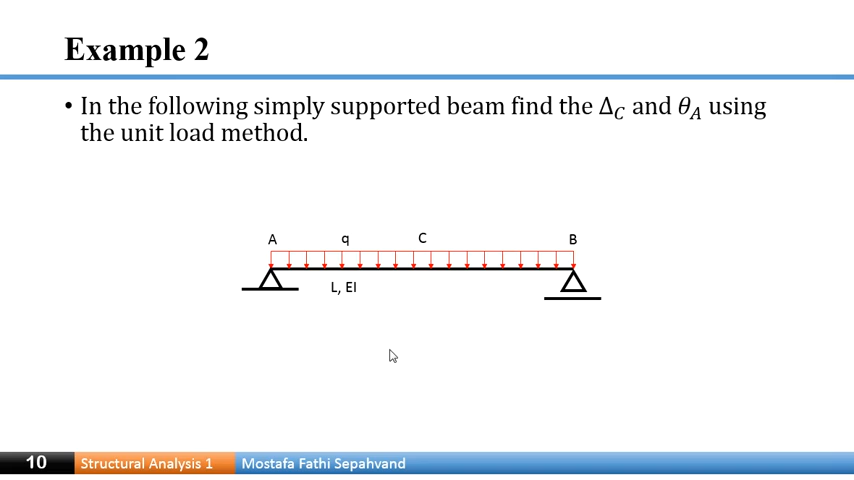 Example 2
• In the following simply supported beam find the Δ_C and θ_A using
the unit load method.
A q C B
L, EI
10 Structural Analysis 1 Mostafa Fathi Sepahvand